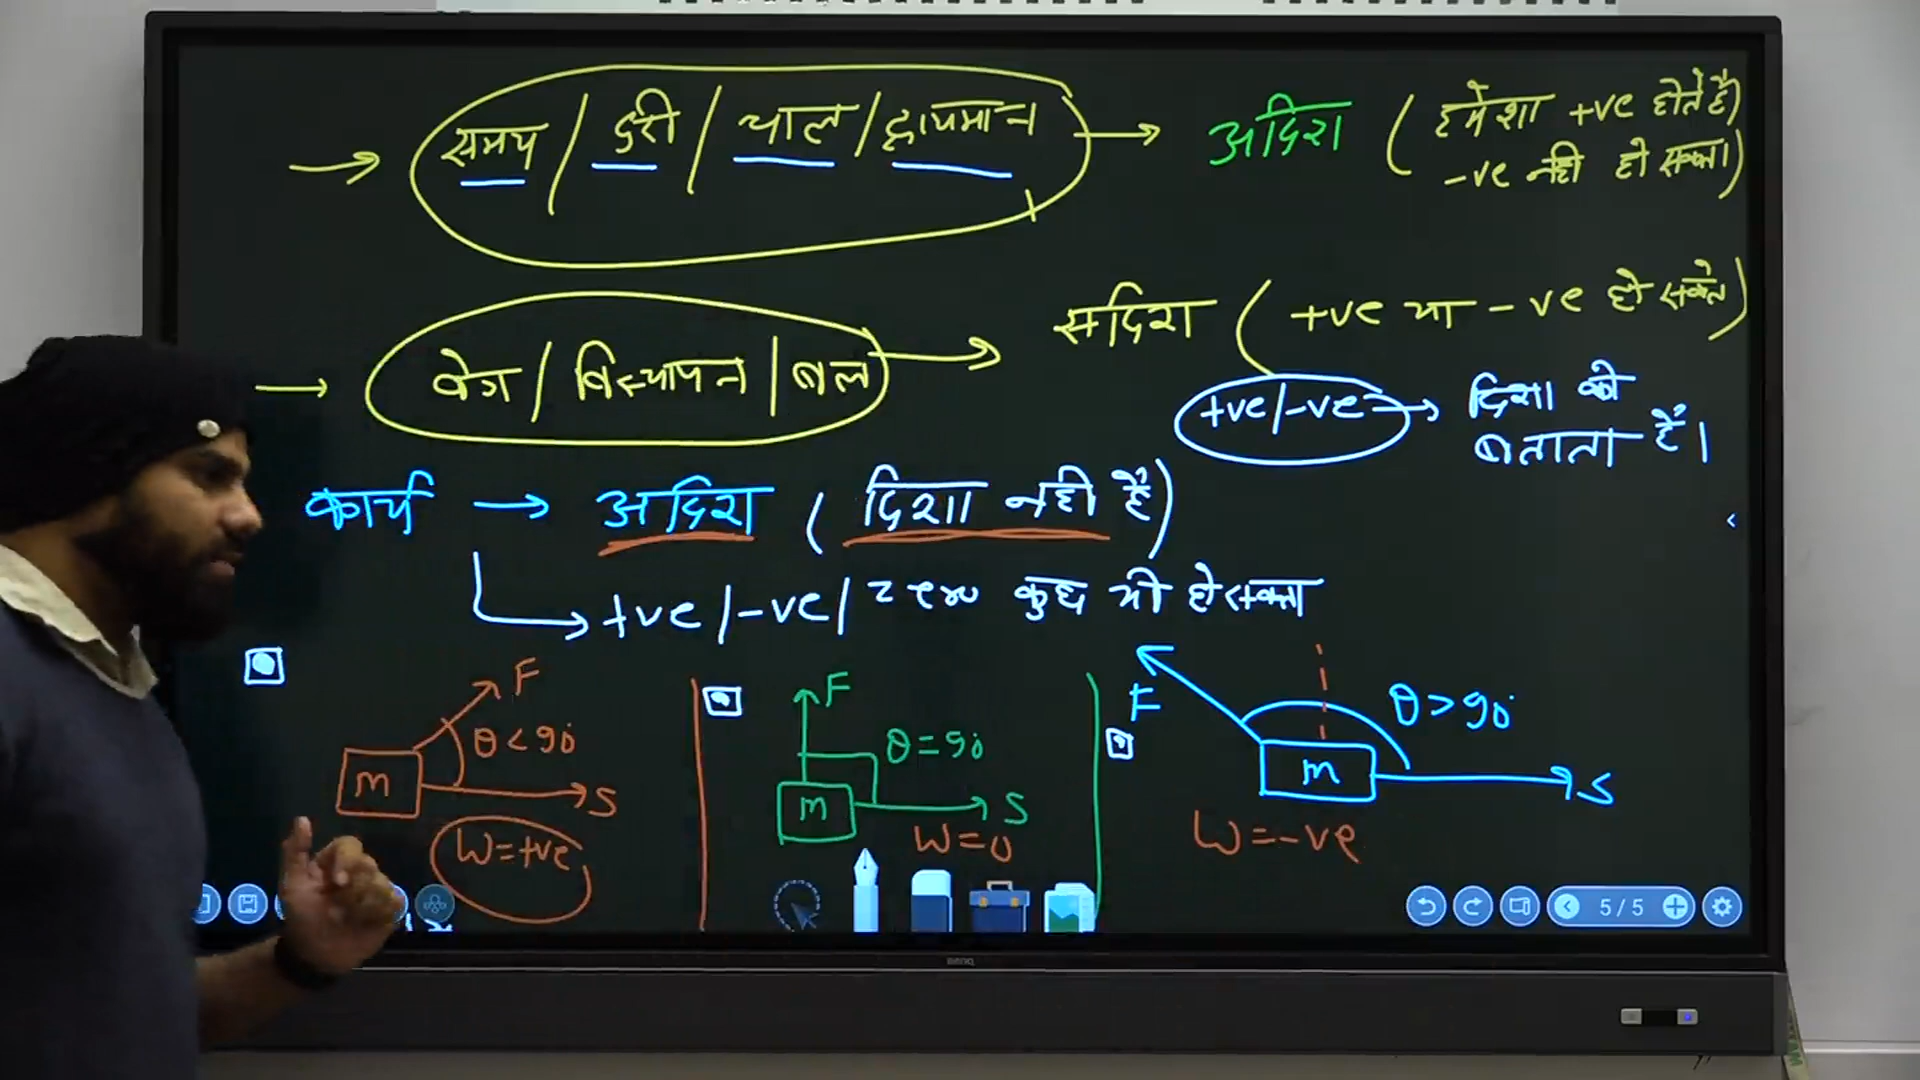 → समय / दुरी / चाल / द्रव्यमान → अदिश ( हमेशा +ve होते है
-ve नही हो सकता। )
→ वेग / विस्थापन | बल → सदिश ( +ve या -ve हो सकते )
+ve/-ve → दिशा को
बताता है।
कार्य → अदिश ( दिशा नही है )
→ +ve / -ve / zero कुछ भी हो सकता
F
θ < 90°
m
S
W = +ve
F
θ = 90°
m
S
W = 0
F
θ > 90°
m
S
W = -ve
5 / 5
BenQ